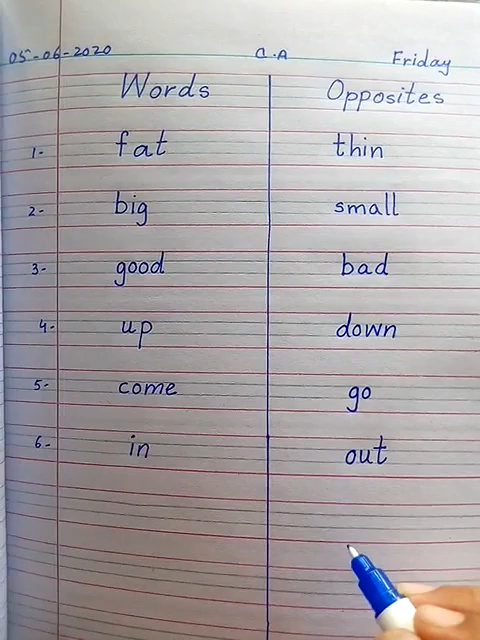 05-06-2020 C.A Friday
Words Opposites
1- fat thin
2- big small
3- good bad
4- up down
5- come go
6- in out